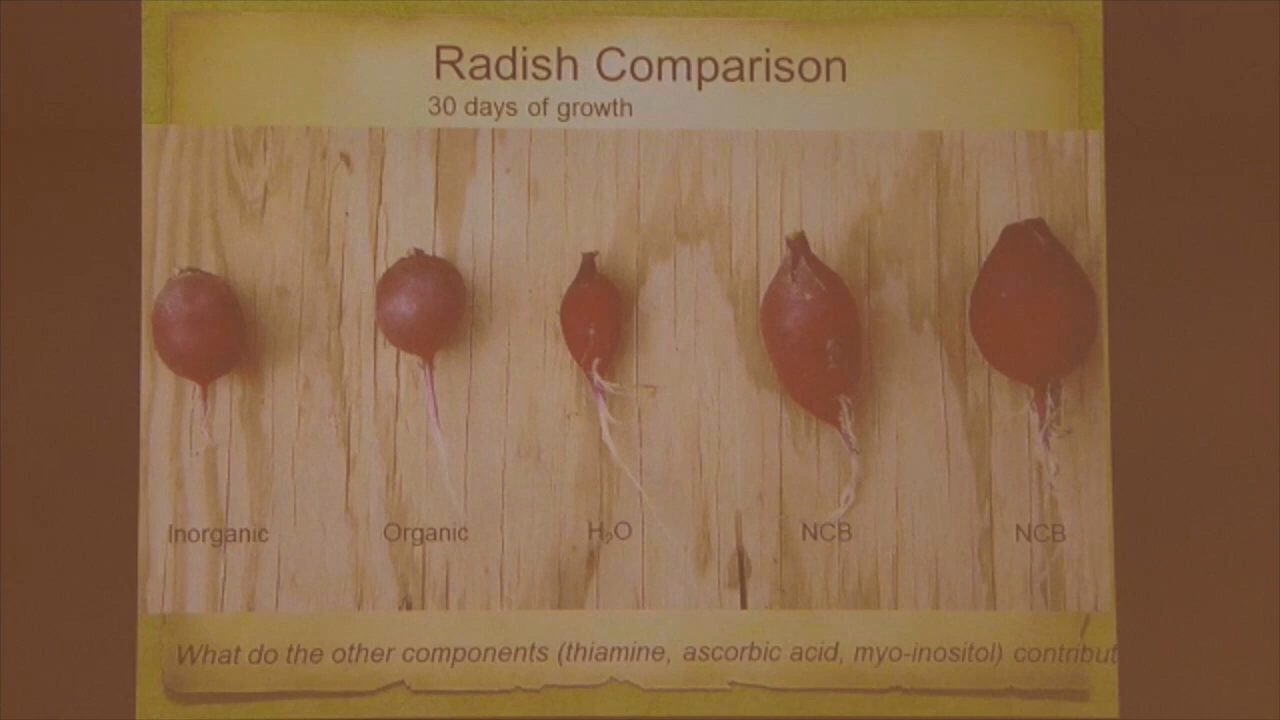 Radish Comparison
30 days of growth
Inorganic Organic H₂O NCB NCB
What do the other components (thiamine, ascorbic acid, myo-inositol) contribut